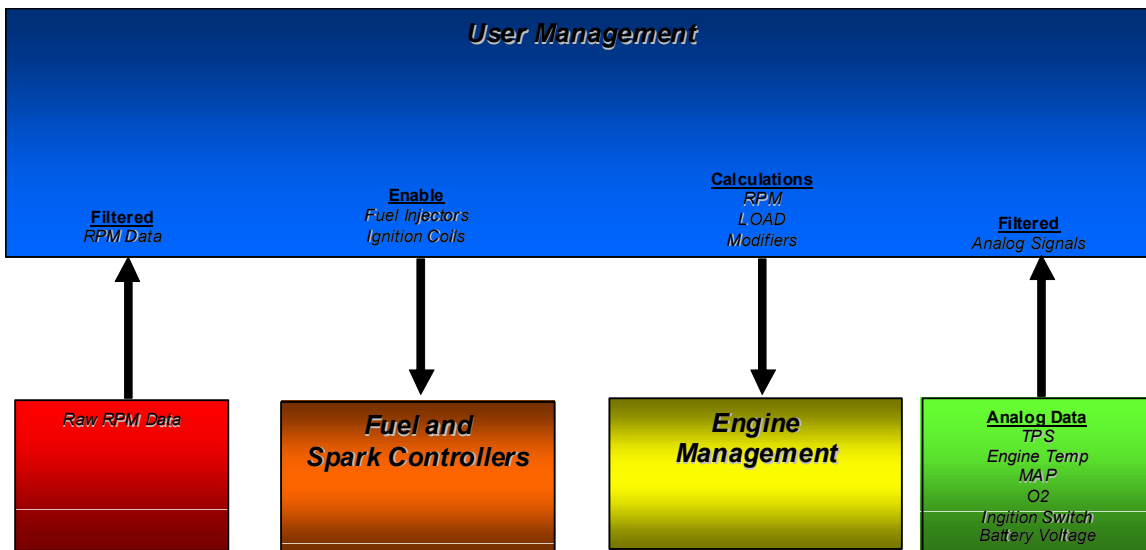 User Management
Filtered
RPM Data
Enable
Fuel Injectors
Ignition Coils
Calculations
RPM
LOAD
Modifiers
Filtered
Analog Signals
Raw RPM Data
Fuel and
Spark Controllers
Engine
Management
Analog Data
TPS
Engine Temp
MAP
O2
Ingition Switch
Battery Voltage